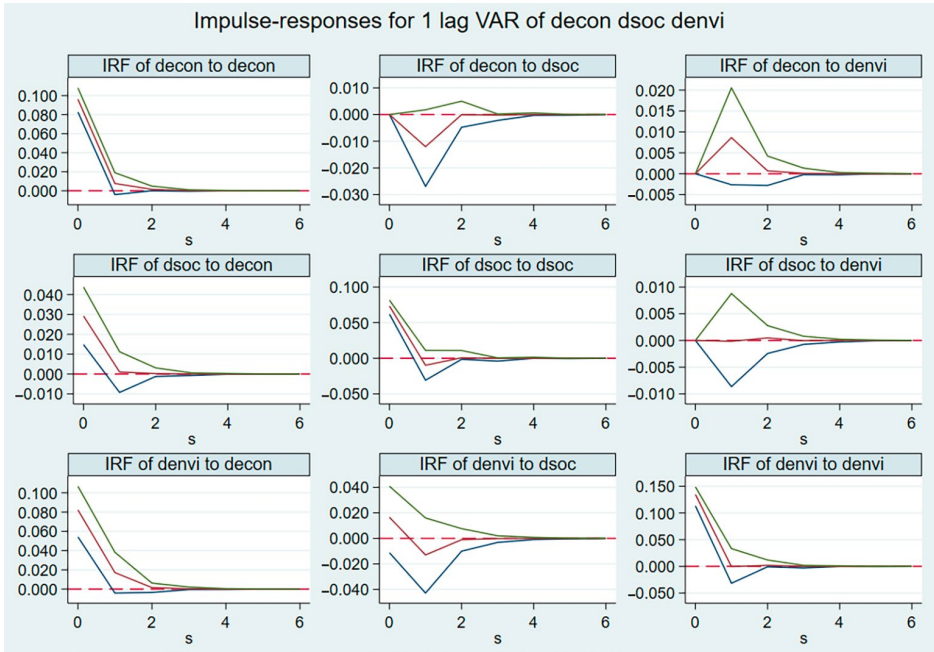 Impulse-responses for 1 lag VAR of decon dsoc denvi
IRF of decon to decon
0.100
0.080
0.060
0.040
0.020
0.000
0 2 4 6
s
IRF of decon to dsoc
0.010
0.000
−0.010
−0.020
−0.030
0 2 4 6
s
IRF of decon to denvi
0.020
0.015
0.010
0.005
0.000
−0.005
0 2 4 6
s
IRF of dsoc to decon
0.040
0.030
0.020
0.010
0.000
−0.010
0 2 4 6
s
IRF of dsoc to dsoc
0.100
0.050
0.000
−0.050
0 2 4 6
s
IRF of dsoc to denvi
0.010
0.005
0.000
−0.005
−0.010
0 2 4 6
s
IRF of denvi to decon
0.100
0.080
0.060
0.040
0.020
0.000
0 2 4 6
s
IRF of denvi to dsoc
0.040
0.020
0.000
−0.020
−0.040
0 2 4 6
s
IRF of denvi to denvi
0.150
0.100
0.050
0.000
−0.050
0 2 4 6
s